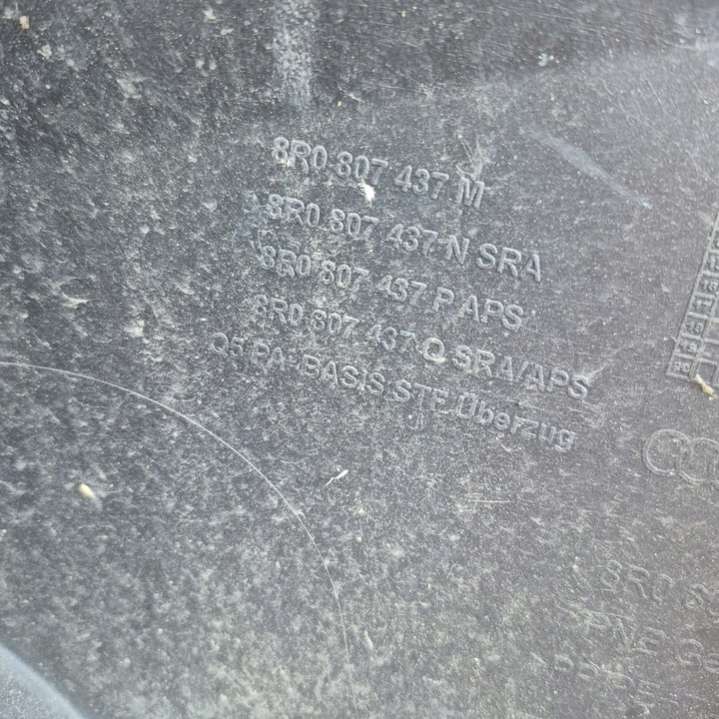 8R0 807 437 M
8R0 807 437 N SRA
8R0 807 437 P APS
8R0 807 437 Q SRA/APS
Q5 PA-BASIS STF Überzug
8R0